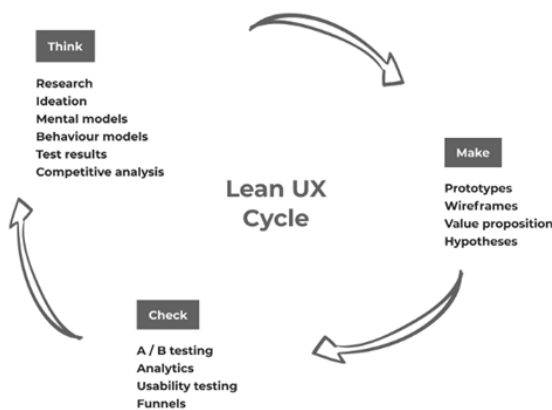 Think
Research
Ideation
Mental models
Behaviour models
Test results
Competitive analysis
Lean UX
Cycle
Make
Prototypes
Wireframes
Value proposition
Hypotheses
Check
A / B testing
Analytics
Usability testing
Funnels